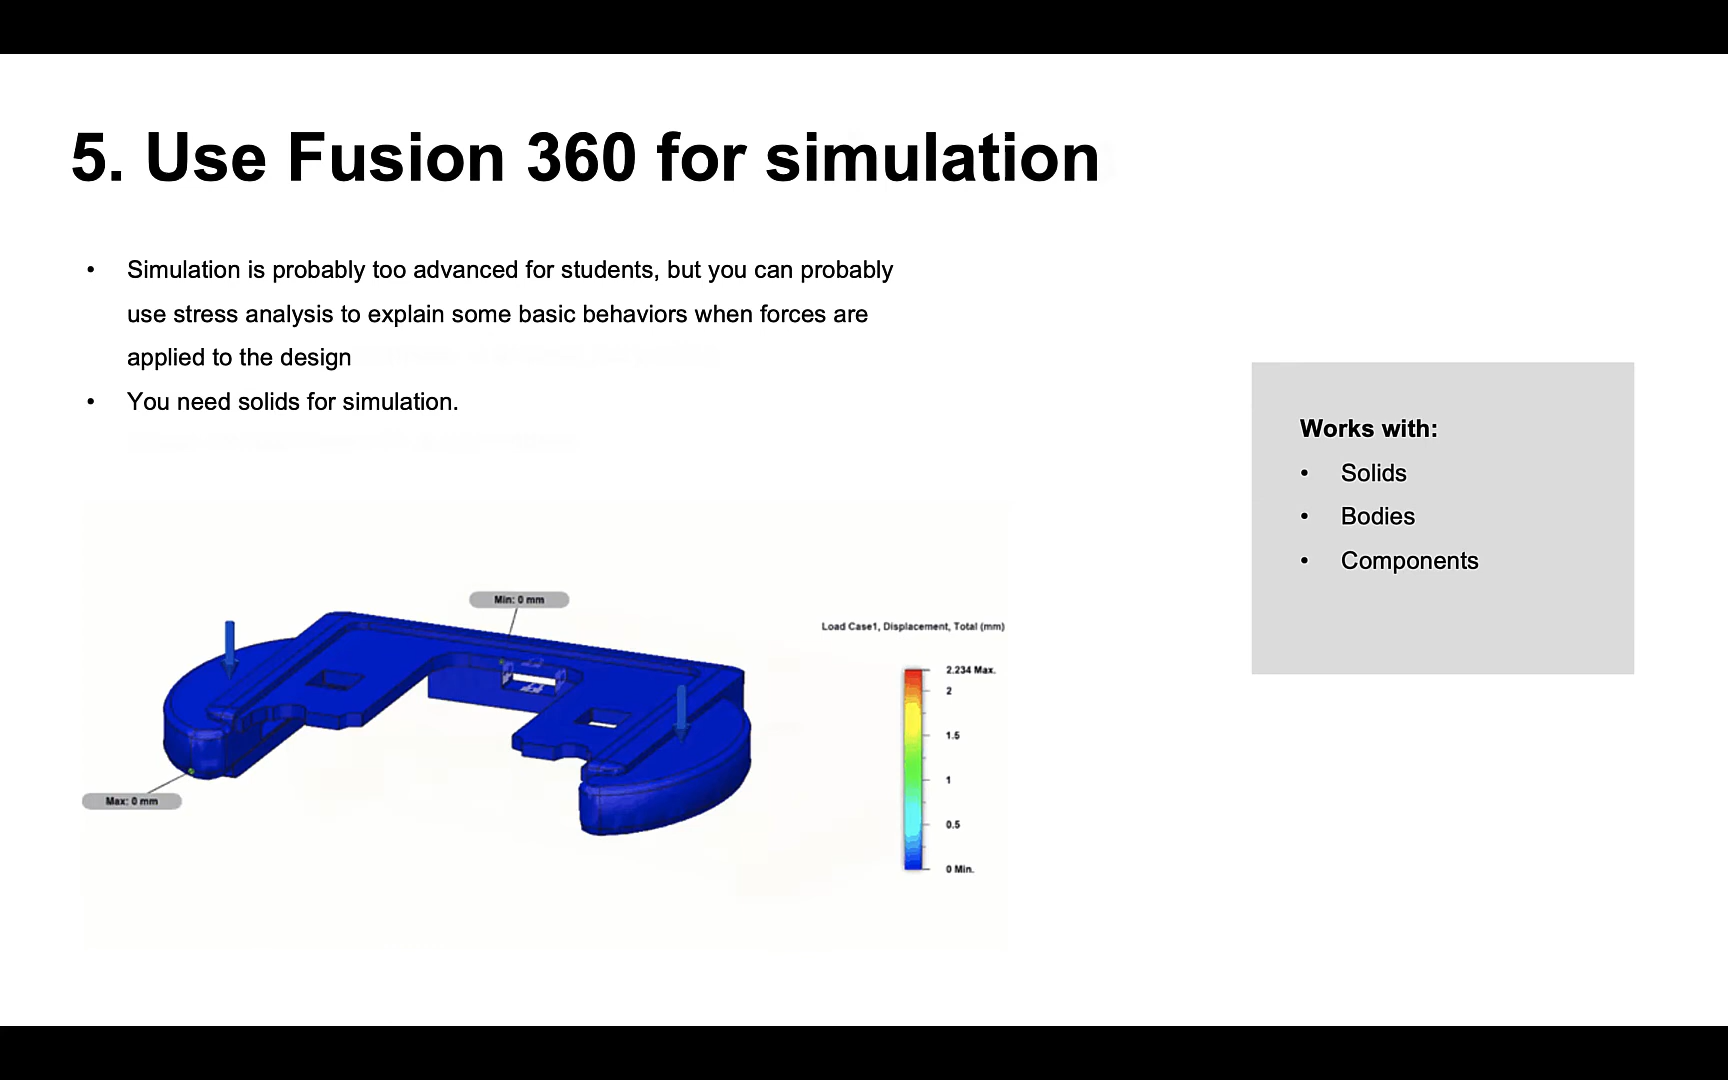 5. Use Fusion 360 for simulation
• Simulation is probably too advanced for students, but you can probably
use stress analysis to explain some basic behaviors when forces are
applied to the design
• You need solids for simulation.
Works with:
• Solids
• Bodies
• Components
Min: 0 mm
Max: 0 mm
Load Case1, Displacement, Total (mm)
2.234 Max.
2
1.5
1
0.5
0 Min.